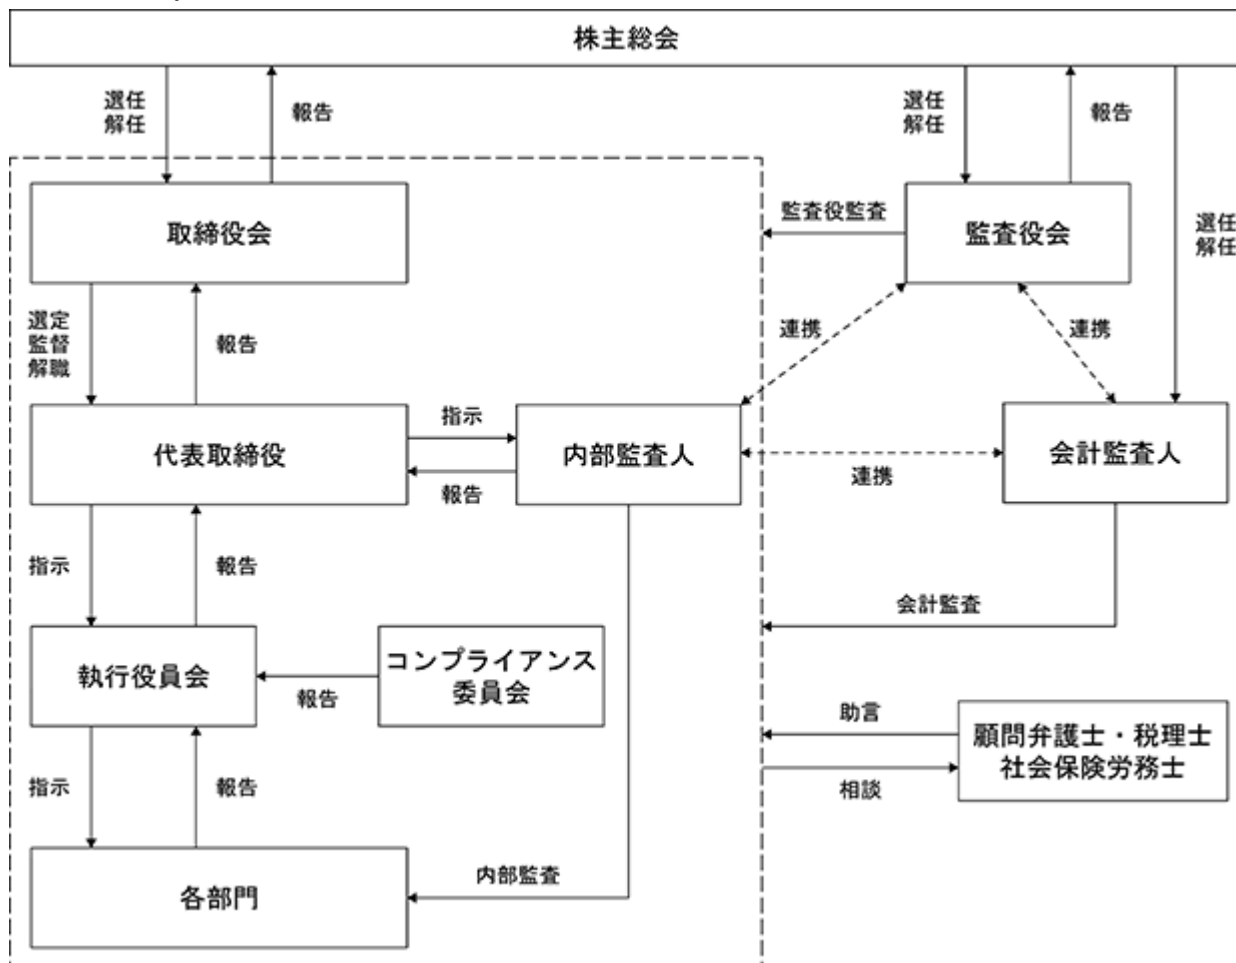 株主総会
選任
解任
報告
選任
解任
報告
選任
解任
取締役会
監査役監査
監査役会
選定
監督
解職
報告
連携
連携
代表取締役
指示
報告
内部監査人
連携
会計監査人
指示
報告
会計監査
執行役員会
報告
コンプライアンス
委員会
指示
報告
助言
相談
顧問弁護士・税理士
社会保険労務士
各部門
内部監査